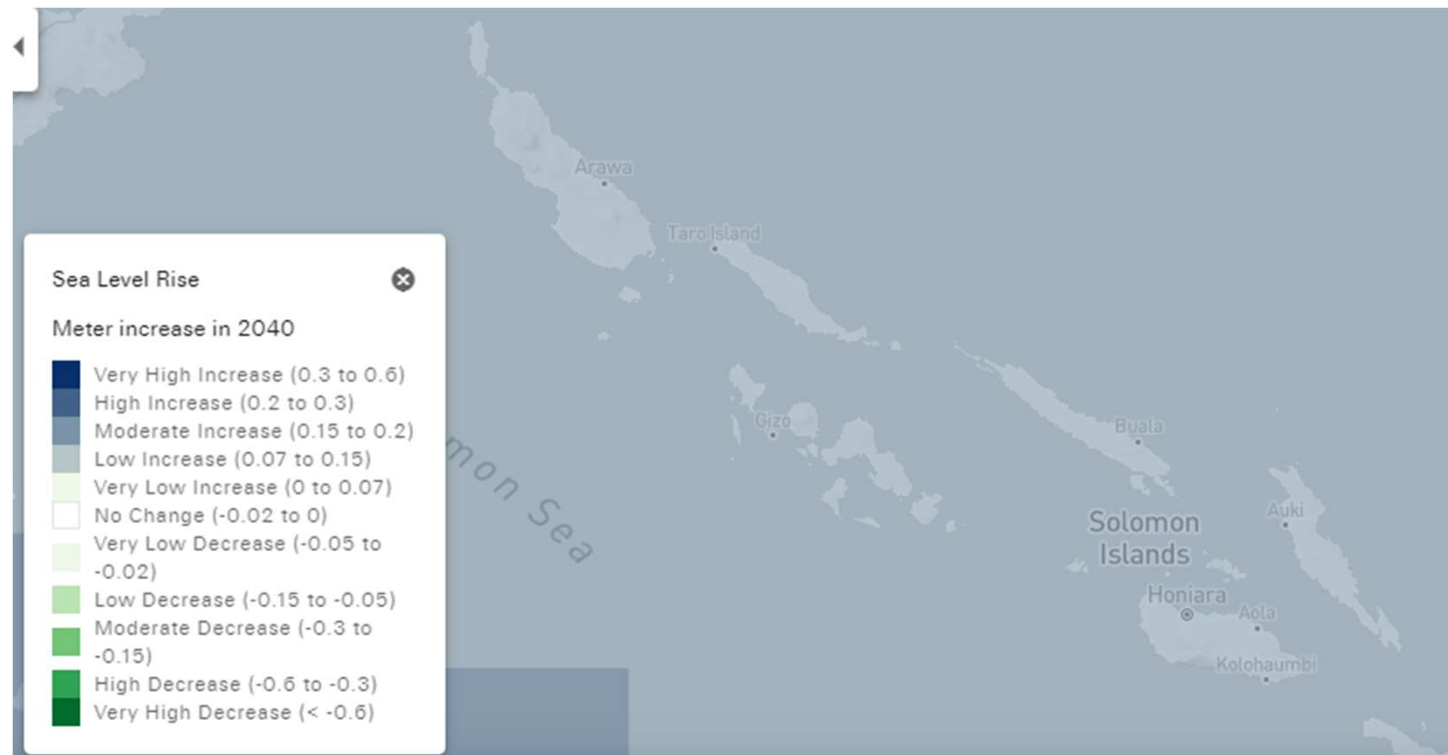 Arawa
Taro Island
Sea Level Rise
Meter increase in 2040
Very High Increase (0.3 to 0.6)
High Increase (0.2 to 0.3)
Moderate Increase (0.15 to 0.2)
Low Increase (0.07 to 0.15)
Very Low Increase (0 to 0.07)
No Change (-0.02 to 0)
Very Low Decrease (-0.05 to
-0.02)
Low Decrease (-0.15 to -0.05)
Moderate Decrease (-0.3 to
-0.15)
High Decrease (-0.6 to -0.3)
Very High Decrease (< -0.6)
mon Sea
Gizo
Buala
Auki
Solomon
Islands
Honiara
Aola
Kolohaumbi